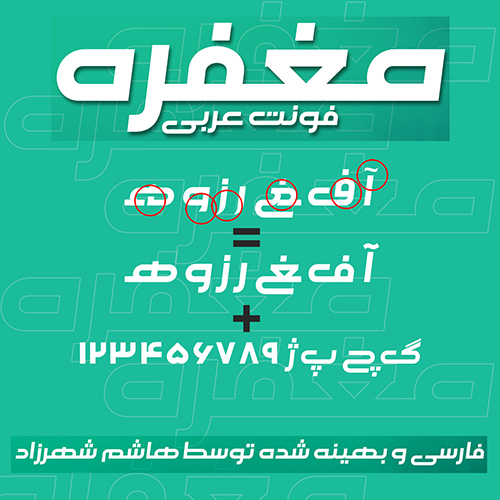 مغفره
فونت عربی
آ ف غ ر ز و ه
=
آ ف غ ر ز و ه
+
گ چ پ ژ ۱۲۳۴۵۶۷۸۹
فارسی و بهینه شده توسط هاشم شهرزاد